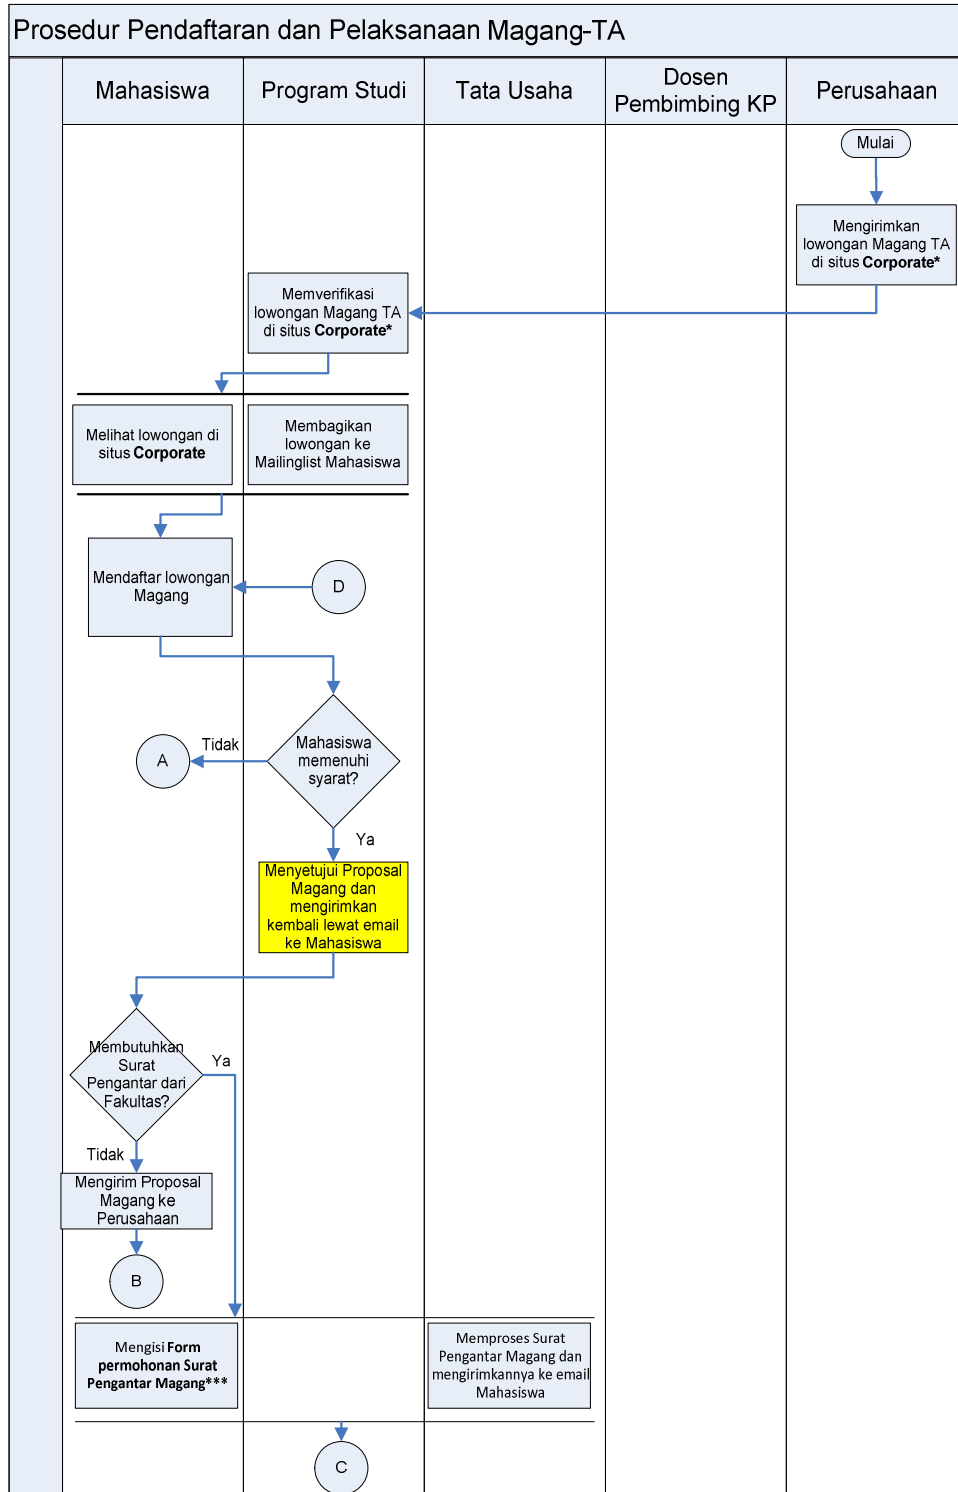 Prosedur Pendaftaran dan Pelaksanaan Magang-TA
Mahasiswa
Program Studi
Tata Usaha
Dosen
Pembimbing KP
Perusahaan
Mulai
Mengirimkan
lowongan Magang TA
di situs Corporate*
Memverifikasi
lowongan Magang TA
di situs Corporate*
Melihat lowongan di
situs Corporate
Membagikan
lowongan ke
Mailinglist Mahasiswa
Mendaftar lowongan
Magang
D
Mahasiswa
memenuhi
syarat?
Tidak
A
Ya
Menyetujui Proposal
Magang dan
mengirimkan
kembali lewat email
ke Mahasiswa
Membutuhkan
Surat
Pengantar dari
Fakultas?
Ya
Tidak
Mengirim Proposal
Magang ke
Perusahaan
B
Mengisi Form
permohonan Surat
Pengantar Magang***
Memproses Surat
Pengantar Magang dan
mengirimkannya ke email
Mahasiswa
C